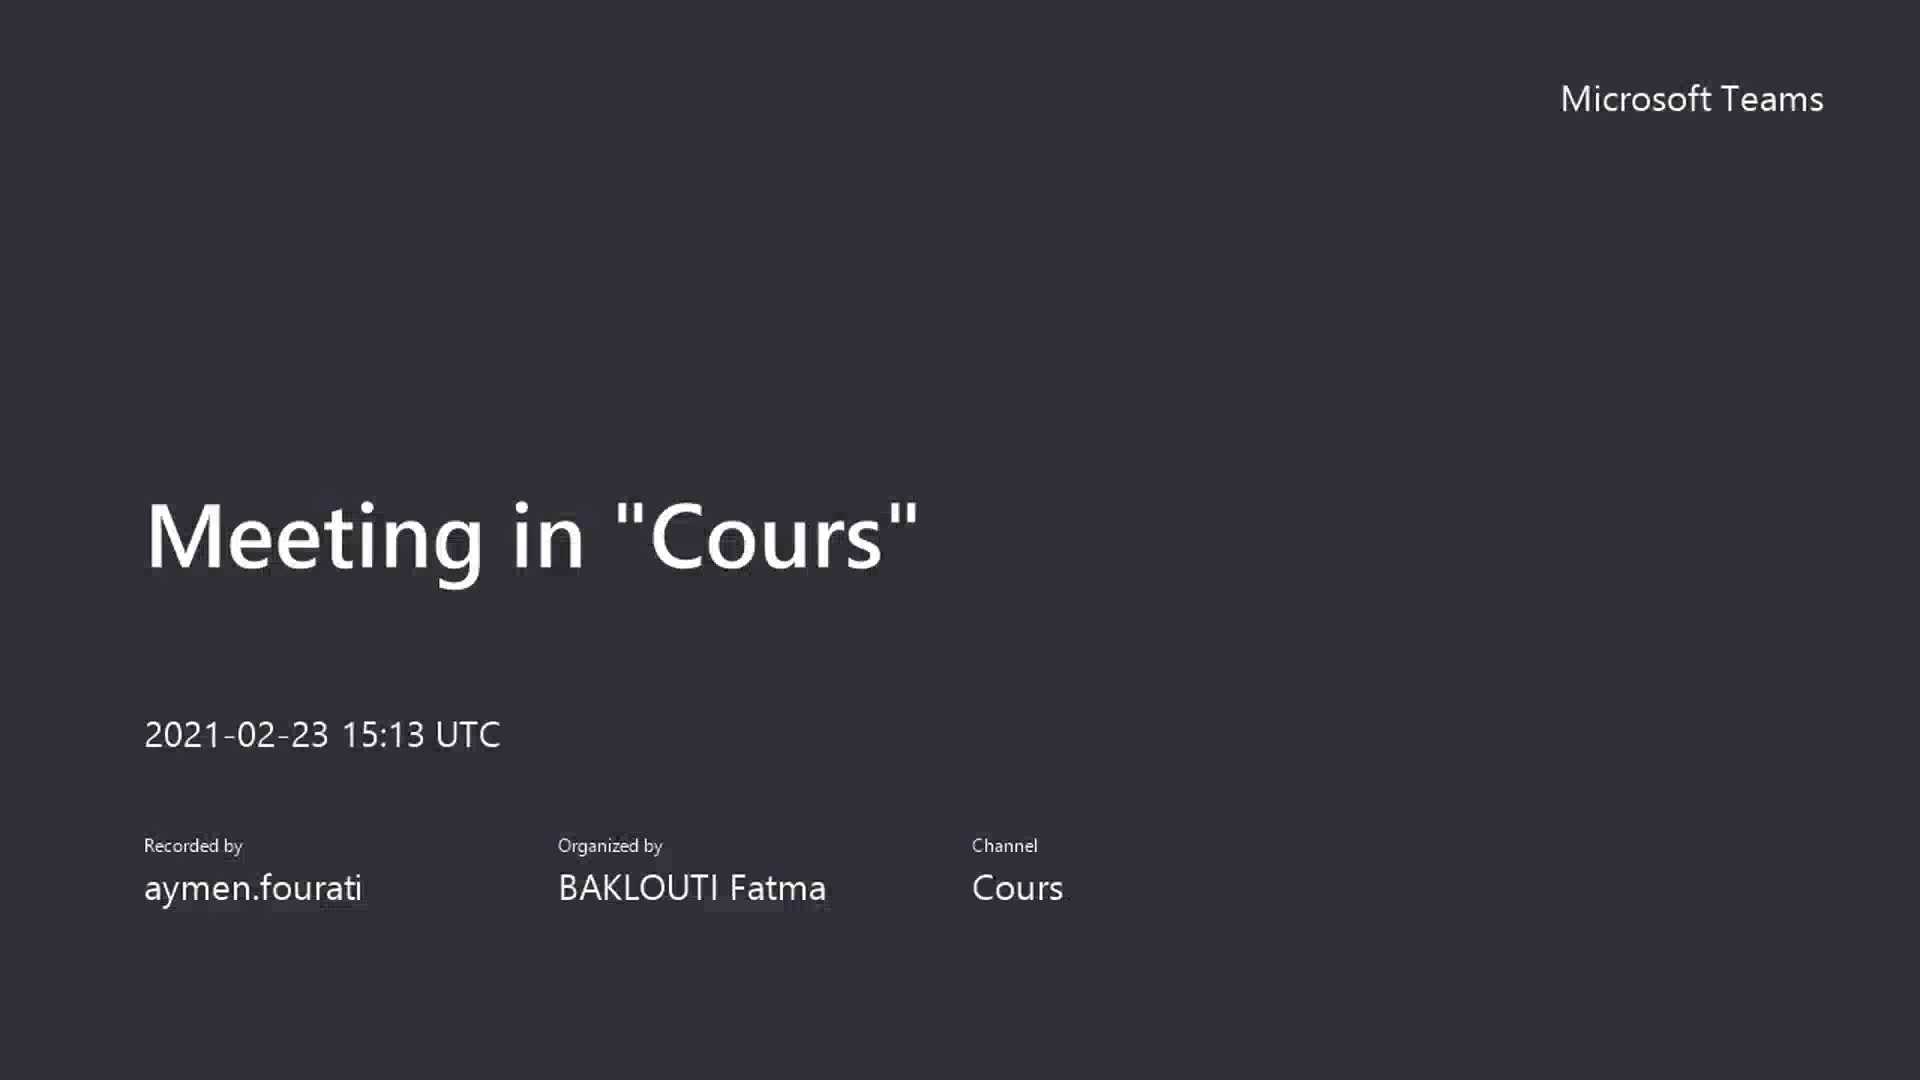 Microsoft Teams
Meeting in "Cours"
2021-02-23 15:13 UTC
Recorded by
aymen.fourati
Organized by
BAKLOUTI Fatma
Channel
Cours